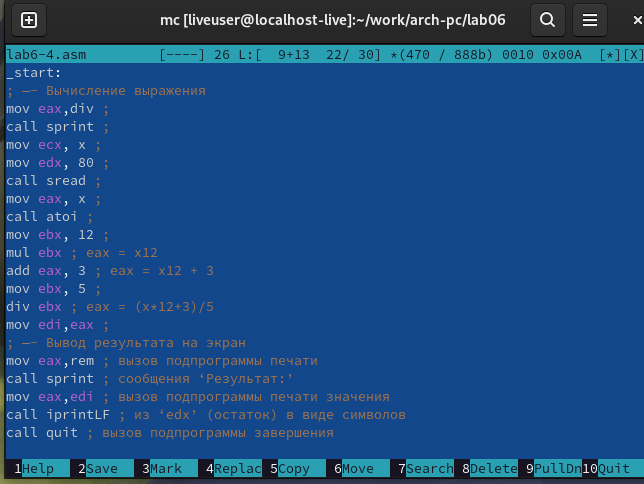 mc [liveuser@localhost-live]:~/work/arch-pc/lab06
lab6-4.asm [----] 26 L:[ 9+13 22/ 30] *(470 / 888b) 0010 0x00A [*][X]
_start:
; —- Вычисление выражения
mov eax,div ;
call sprint ;
mov ecx, x ;
mov edx, 80 ;
call sread ;
mov eax, x ;
call atoi ;
mov ebx, 12 ;
mul ebx ; eax = x12
add eax, 3 ; eax = x12 + 3
mov ebx, 5 ;
div ebx ; eax = (x*12+3)/5
mov edi,eax ;
; —- Вывод результата на экран
mov eax,rem ; вызов подпрограммы печати
call sprint ; сообщения ‘Результат:’
mov eax,edi ; вызов подпрограммы печати значения
call iprintLF ; из ‘edx’ (остаток) в виде символов
call quit ; вызов подпрограммы завершения
1Help 2Save 3Mark 4Replac 5Copy 6Move 7Search 8Delete 9PullDn 10Quit